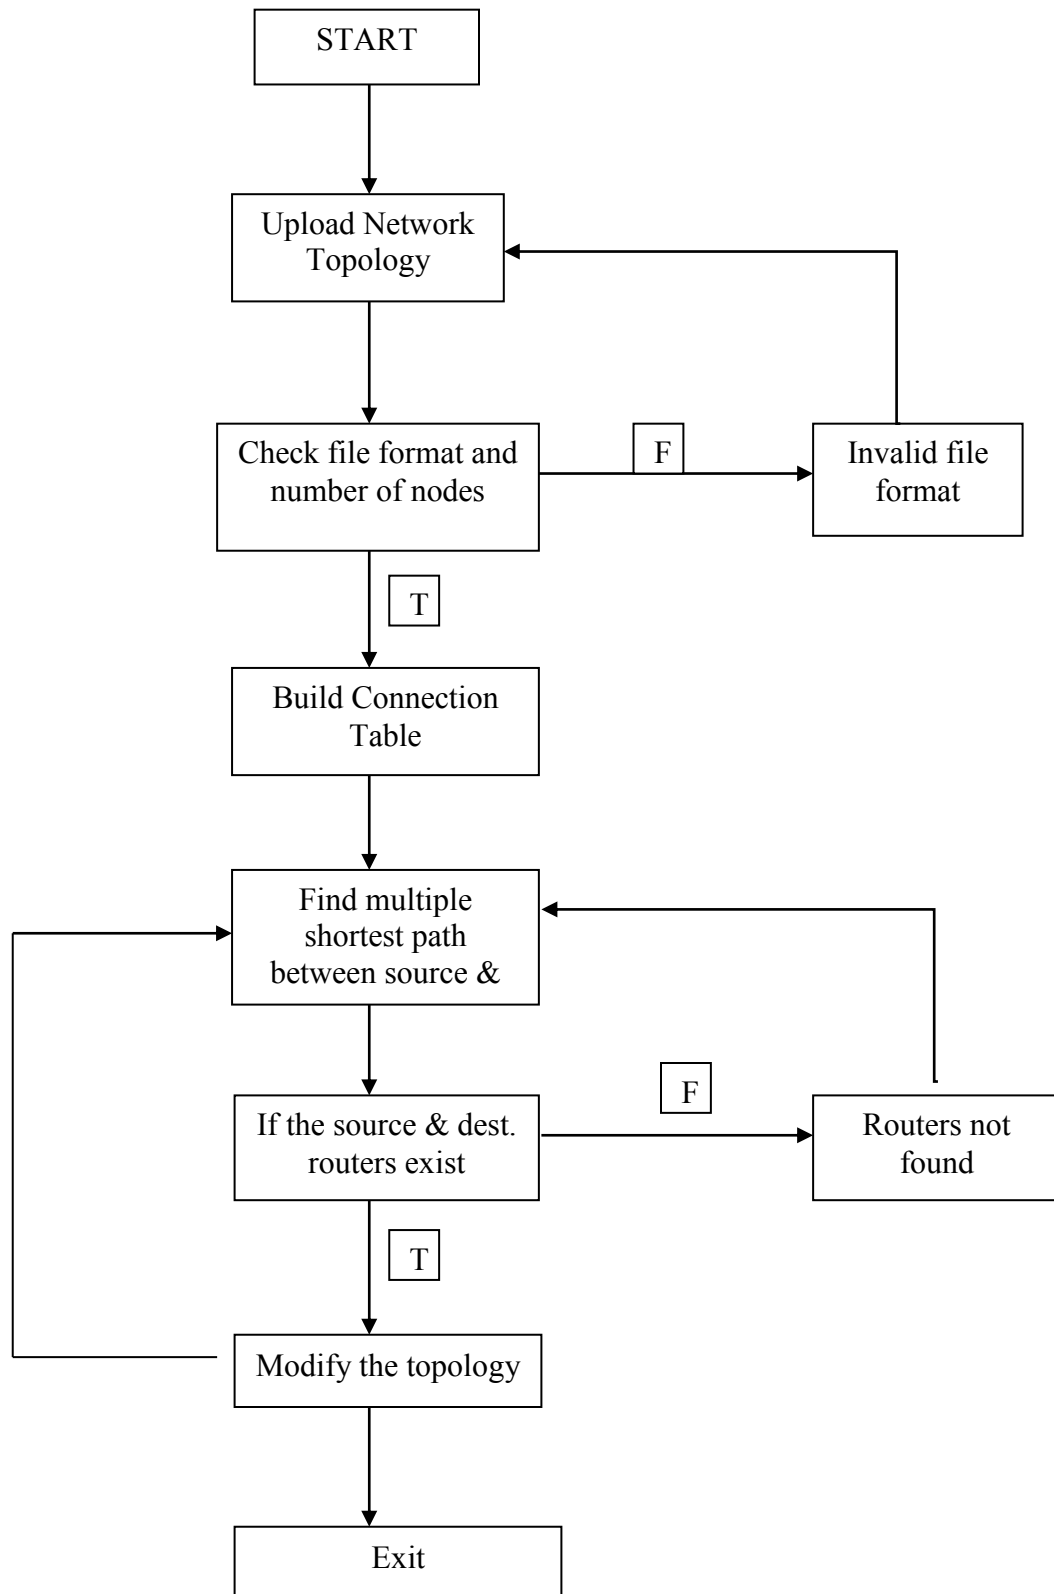 START
Upload Network
Topology
Check file format and
number of nodes
F
Invalid file
format
T
Build Connection
Table
Find multiple
shortest path
between source &
If the source & dest.
routers exist
F
Routers not
found
T
Modify the topology
Exit